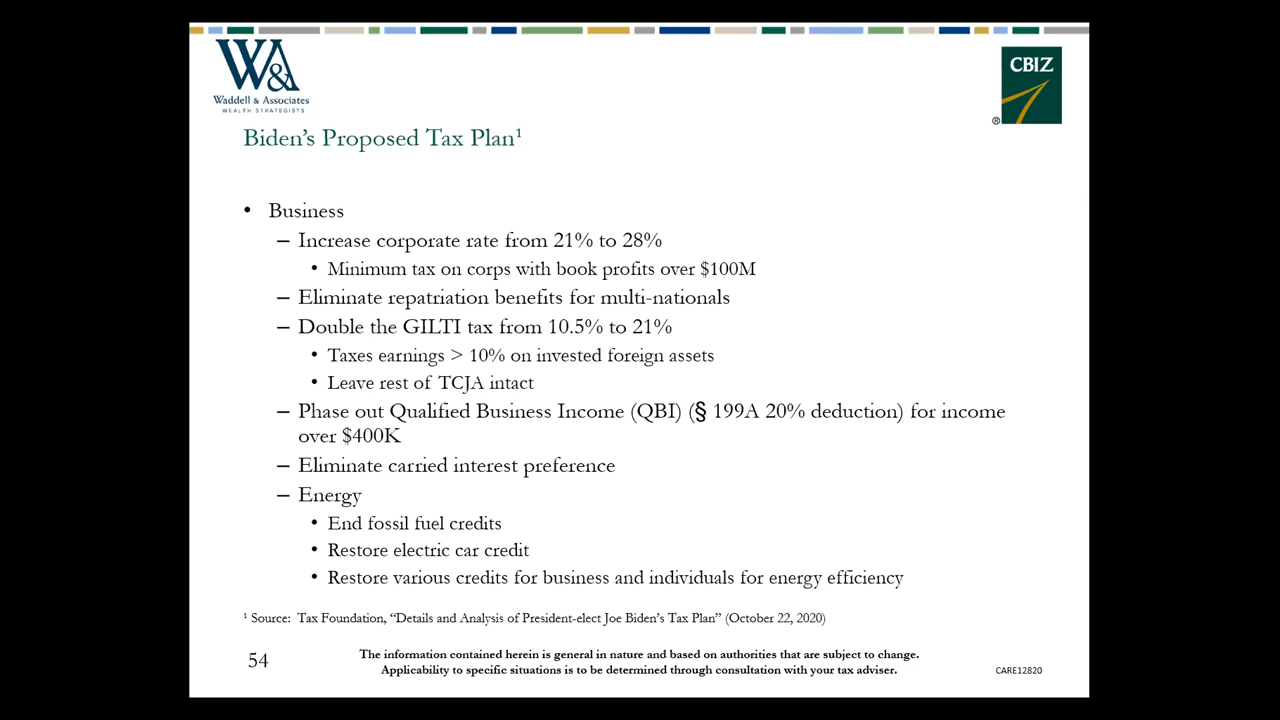 W&A
Waddell & Associates
WEALTH STRATEGISTS
CBIZ
®
Biden's Proposed Tax Plan¹
• Business
– Increase corporate rate from 21% to 28%
• Minimum tax on corps with book profits over $100M
– Eliminate repatriation benefits for multi-nationals
– Double the GILTI tax from 10.5% to 21%
• Taxes earnings > 10% on invested foreign assets
• Leave rest of TCJA intact
– Phase out Qualified Business Income (QBI) (§ 199A 20% deduction) for income
over $400K
– Eliminate carried interest preference
– Energy
• End fossil fuel credits
• Restore electric car credit
• Restore various credits for business and individuals for energy efficiency
¹ Source: Tax Foundation, “Details and Analysis of President-elect Joe Biden's Tax Plan” (October 22, 2020)
54
The information contained herein is general in nature and based on authorities that are subject to change.
Applicability to specific situations is to be determined through consultation with your tax adviser.
CARE12820